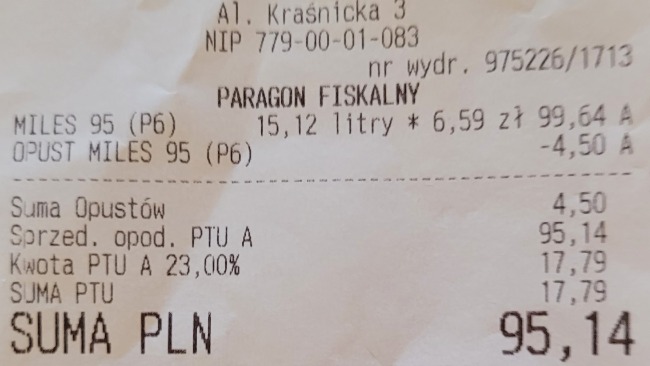 Al. Kraśnicka 3
NIP 779-00-01-083
nr wydr. 975226/1713
PARAGON FISKALNY
MILES 95 (P6) 15,12 litry * 6,59 zł 99,64 A
OPUST MILES 95 (P6) -4,50 A
Suma Opustów 4,50
Sprzed. opod. PTU A 95,14
Kwota PTU A 23,00% 17,79
SUMA PTU 17,79
SUMA PLN 95,14